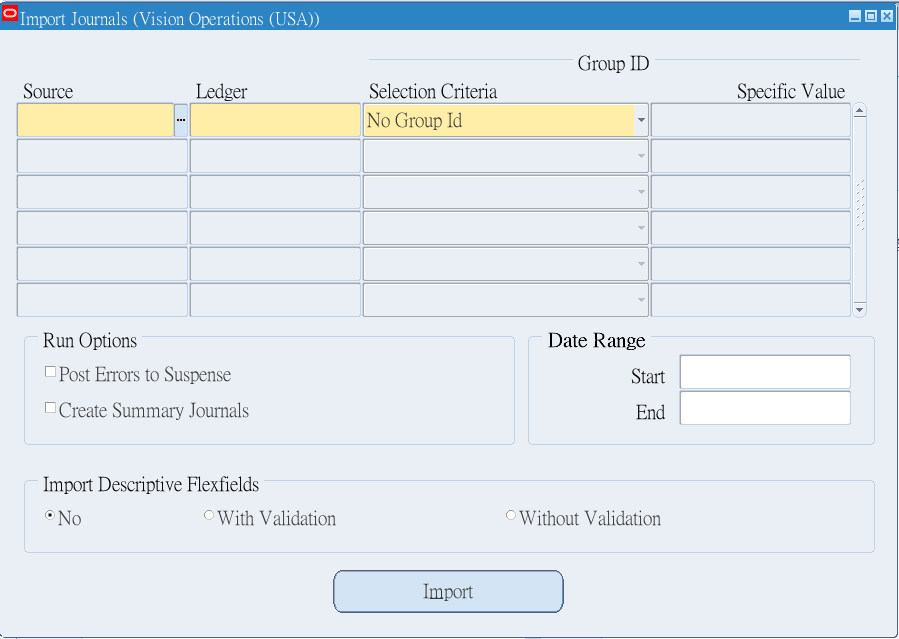 Import Journals (Vision Operations (USA))
Group ID
Source Ledger Selection Criteria Specific Value
... No Group Id
Run Options Date Range
Post Errors to Suspense Start
Create Summary Journals End
Import Descriptive Flexfields
No With Validation Without Validation
Import